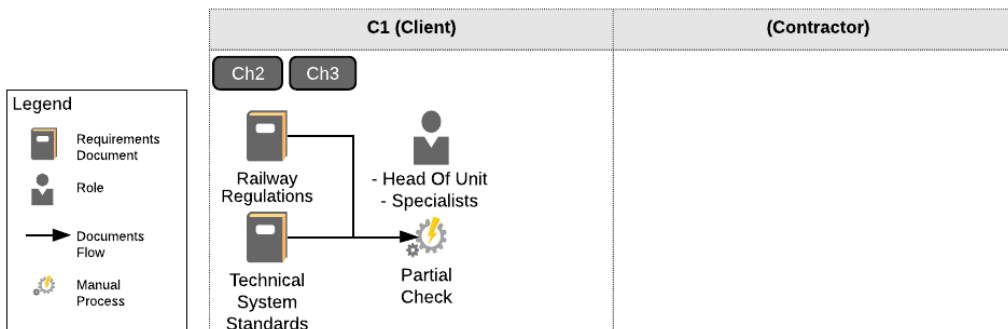 C1 (Client)
(Contractor)
Ch2
Ch3
Legend
Requirements
Document
Role
Documents
Flow
Manual
Process
Railway
Regulations
- Head Of Unit
- Specialists
Technical
System
Standards
Partial
Check